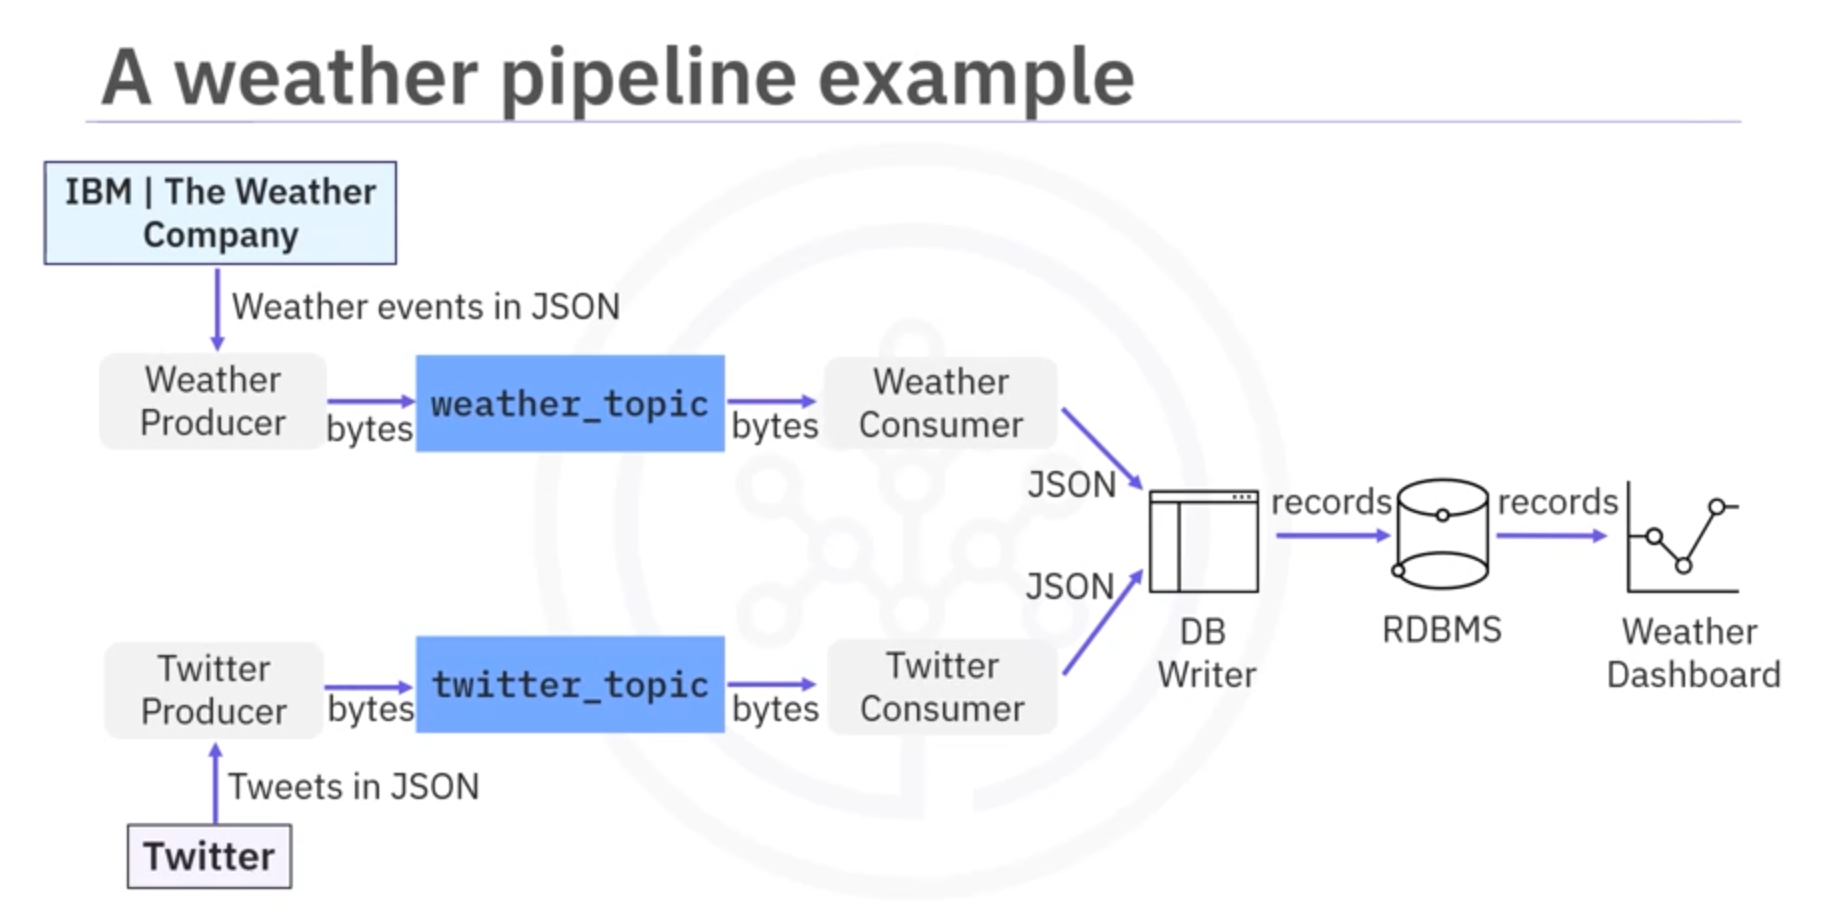 A weather pipeline example
IBM | The Weather
Company
Weather events in JSON
Weather
Producer
bytes
weather_topic
bytes
Weather
Consumer
JSON
JSON
DB
Writer
records
RDBMS
records
Weather
Dashboard
Twitter
Producer
bytes
twitter_topic
bytes
Twitter
Consumer
Tweets in JSON
Twitter